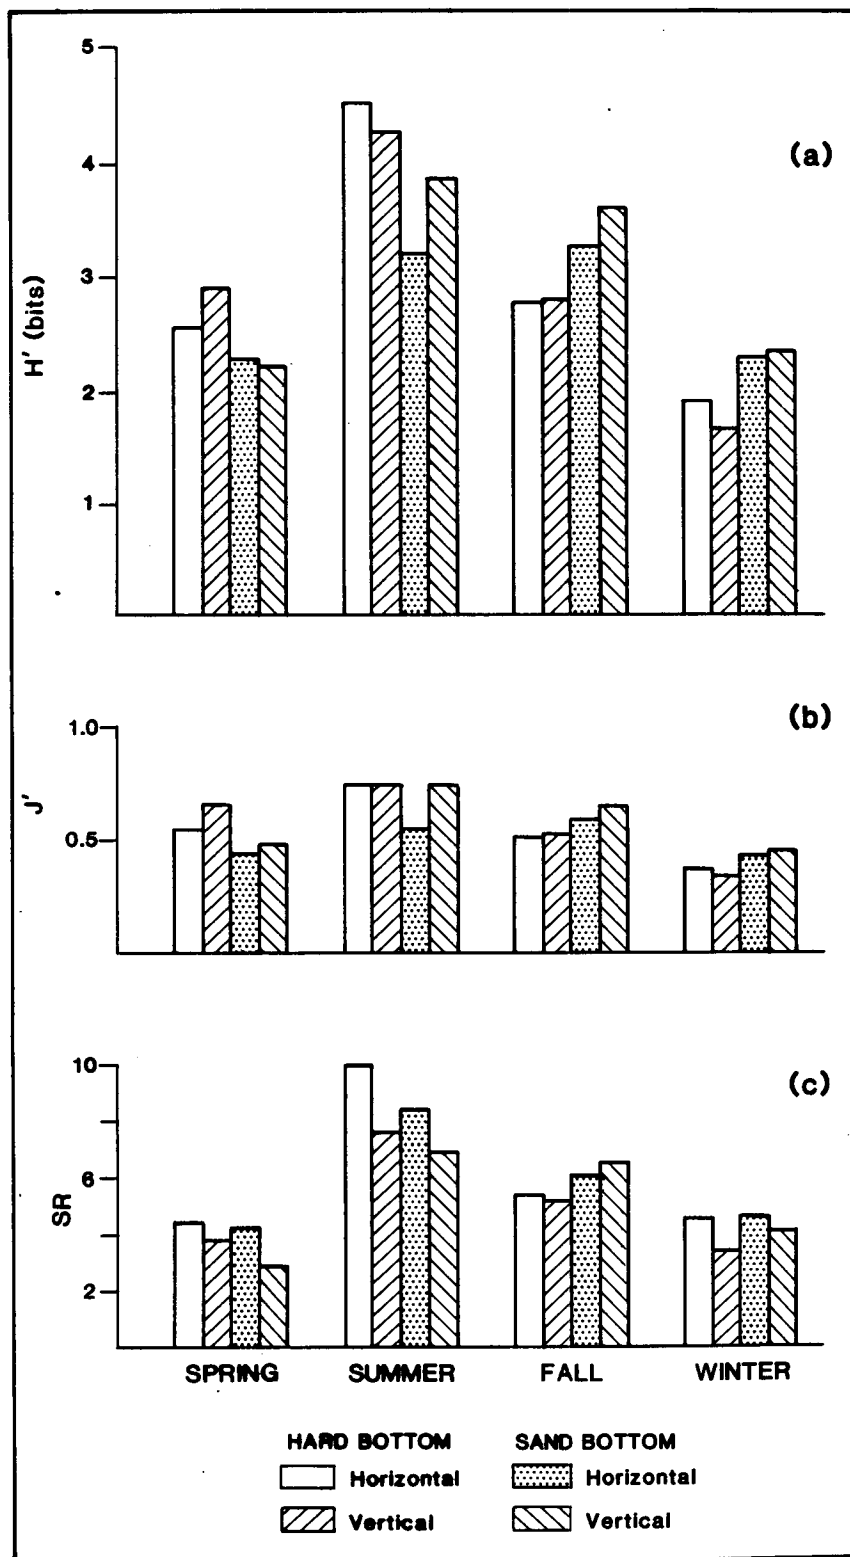 5
(a)
4
3
H' (bits)
2
1
(b)
1.0
J'
0.5
10
(c)
6
SR
2
SPRING SUMMER FALL WINTER
HARD BOTTOM SAND BOTTOM
Horizontal Horizontal
Vertical Vertical